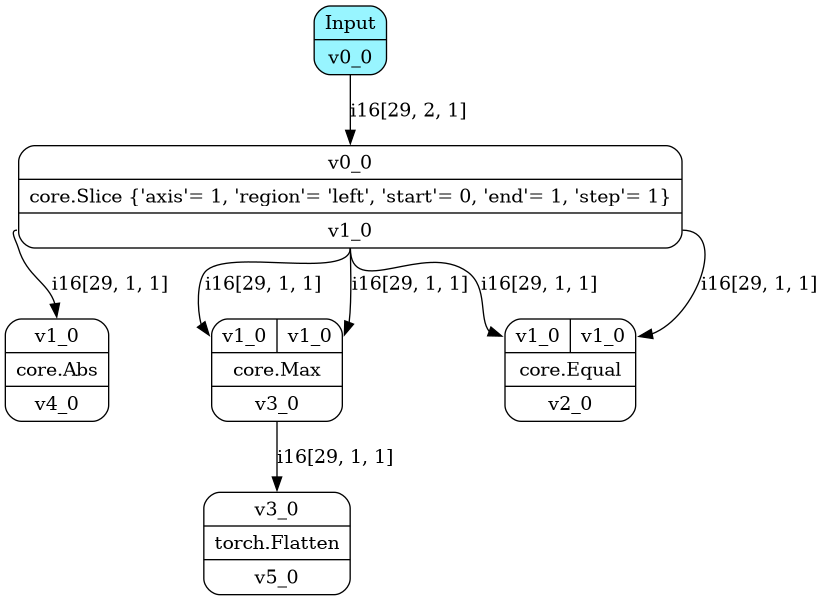 Input
v0_0
i16[29, 2, 1]
v0_0
core.Slice {'axis'= 1, 'region'= 'left', 'start'= 0, 'end'= 1, 'step'= 1}
v1_0
i16[29, 1, 1] i16[29, 1, 1] i16[29, 1, 1] i16[29, 1, 1] i16[29, 1, 1]
v1_0 v1_0 v1_0 v1_0 v1_0
core.Abs core.Max core.Equal
v4_0 v3_0 v2_0
i16[29, 1, 1]
v3_0
torch.Flatten
v5_0